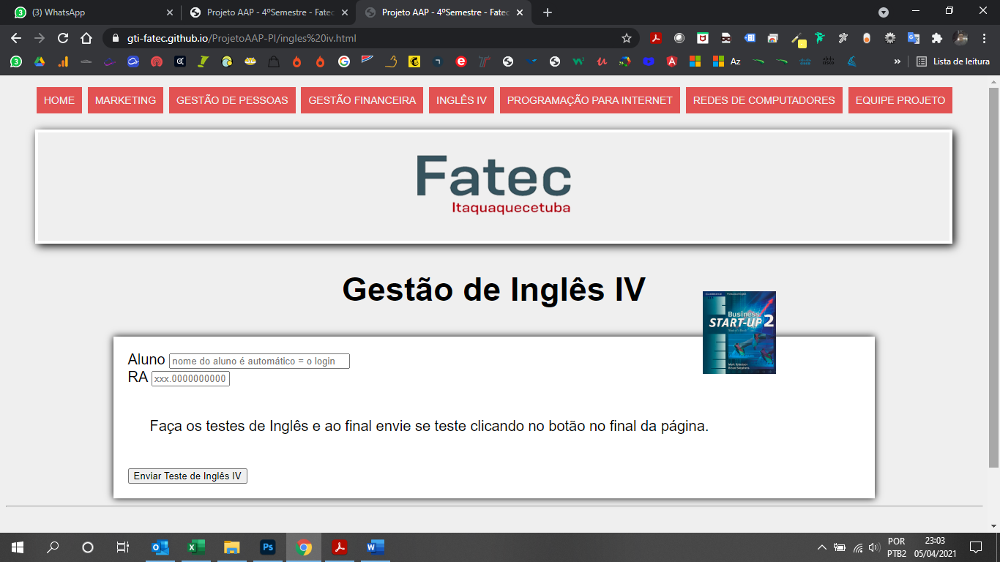 (3) WhatsApp
Projeto AAP - 4ºSemestre - Fatec
Projeto AAP - 4ºSemestre - Fatec
gti-fatec.github.io/ProjetoAAP-PI/ingles%20iv.html
Az
»
Lista de leitura
HOME
MARKETING
GESTÃO DE PESSOAS
GESTÃO FINANCEIRA
INGLÊS IV
PROGRAMAÇÃO PARA INTERNET
REDES DE COMPUTADORES
EQUIPE PROJETO
Fatec
Itaquaquecetuba
Gestão de Inglês IV
Business
START-UP 2
Aluno nome do aluno é automático = o login
RA xxx.0000000000
Faça os testes de Inglês e ao final envie se teste clicando no botão no final da página.
Enviar Teste de Inglês IV
POR
PTB2
23:03
05/04/2021